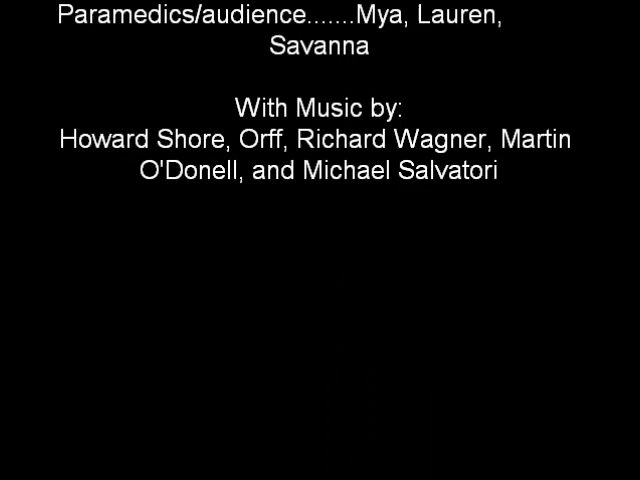 Paramedics/audience.......Mya, Lauren,
Savanna
With Music by:
Howard Shore, Orff, Richard Wagner, Martin
O'Donell, and Michael Salvatori